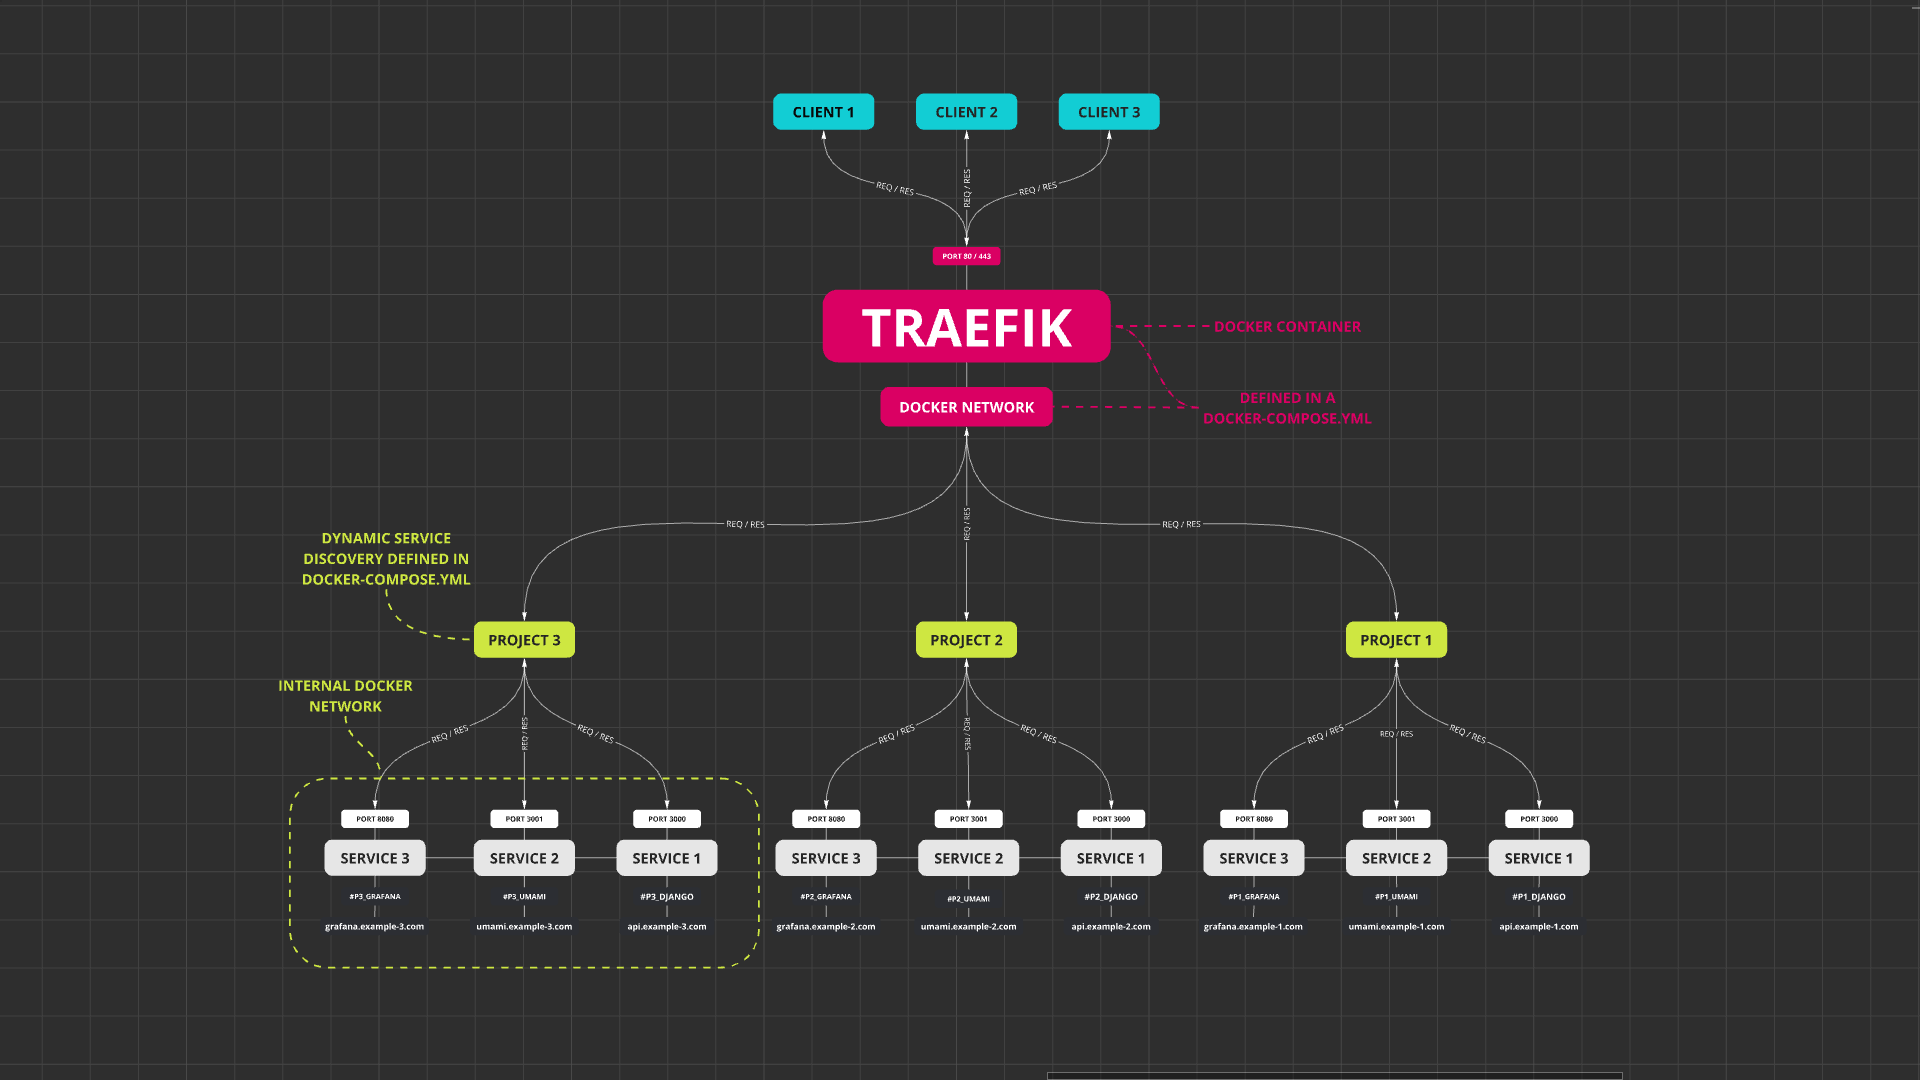 CLIENT 1
CLIENT 2
CLIENT 3
REQ / RES
REQ / RES
REQ / RES
PORT 80 / 443
TRAEFIK
DOCKER CONTAINER
DOCKER NETWORK
DEFINED IN A
DOCKER-COMPOSE.YML
REQ / RES
REQ / RES
REQ / RES
DYNAMIC SERVICE
DISCOVERY DEFINED IN
DOCKER-COMPOSE.YML
PROJECT 3
PROJECT 2
PROJECT 1
INTERNAL DOCKER
NETWORK
REQ / RES
REQ / RES
REQ / RES
REQ / RES
REQ / RES
REQ / RES
REQ / RES
REQ / RES
REQ / RES
PORT 8080
PORT 3001
PORT 3000
PORT 8080
PORT 3001
PORT 3000
PORT 8080
PORT 3001
PORT 3000
SERVICE 3
SERVICE 2
SERVICE 1
SERVICE 3
SERVICE 2
SERVICE 1
SERVICE 3
SERVICE 2
SERVICE 1
#P3_GRAFANA
#P3_UMAMI
#P3_DJANGO
#P2_GRAFANA
#P2_UMAMI
#P2_DJANGO
#P1_GRAFANA
#P1_UMAMI
#P1_DJANGO
grafana.example-3.com
umami.example-3.com
api.example-3.com
grafana.example-2.com
umami.example-2.com
api.example-2.com
grafana.example-1.com
umami.example-1.com
api.example-1.com